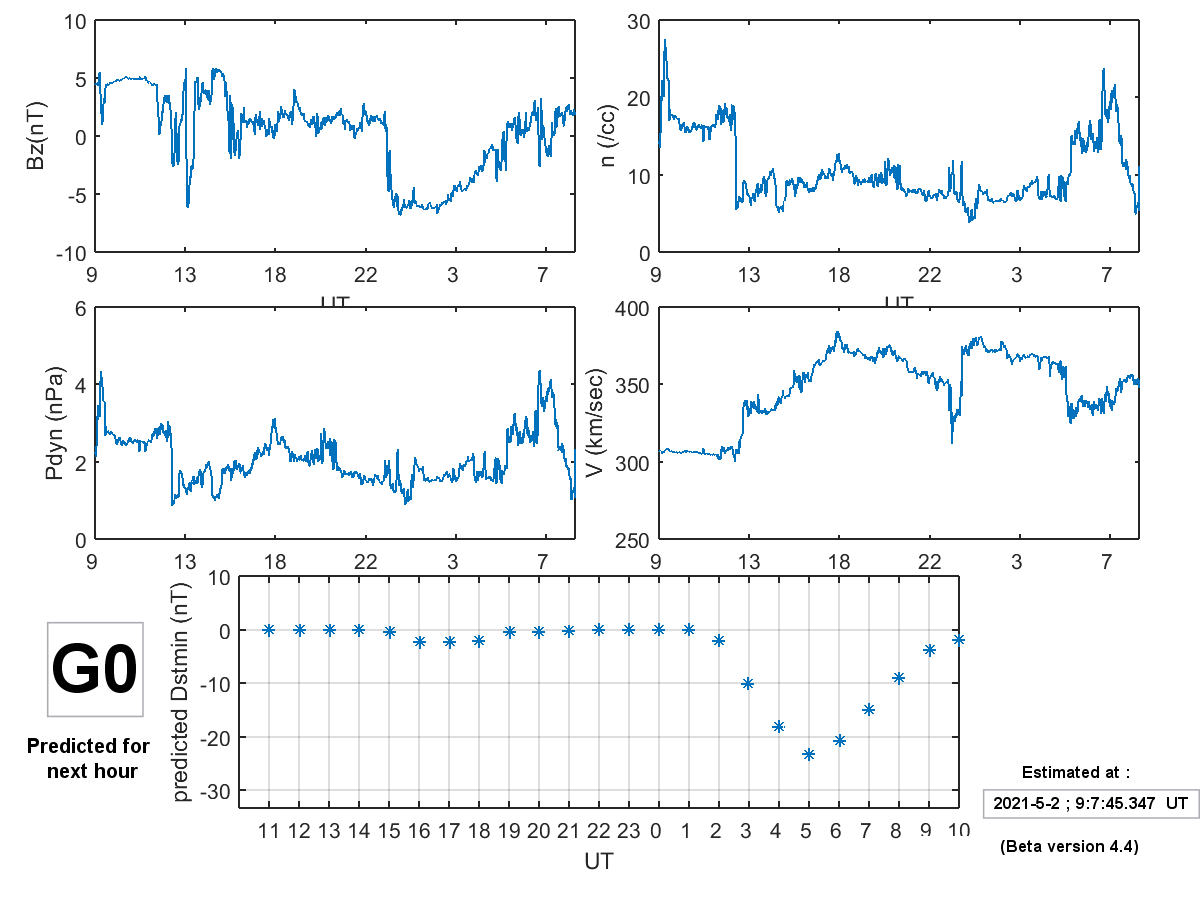 10
5
0
-5
-10
Bz(nT)
9 13 18 22 3 7
UT
30
20
10
0
n (/cc)
9 13 18 22 3 7
UT
6
4
2
0
Pdyn (nPa)
9 13 18 22 3 7
400
350
300
250
V (km/sec)
9 13 18 22 3 7
10
0
-10
-20
-30
predicted Dstmin (nT)
11 12 13 14 15 16 17 18 19 20 21 22 23 0 1 2 3 4 5 6 7 8 9 10
UT
G0
Predicted for
next hour
Estimated at :
2021-5-2 ; 9:7:45.347 UT
(Beta version 4.4)